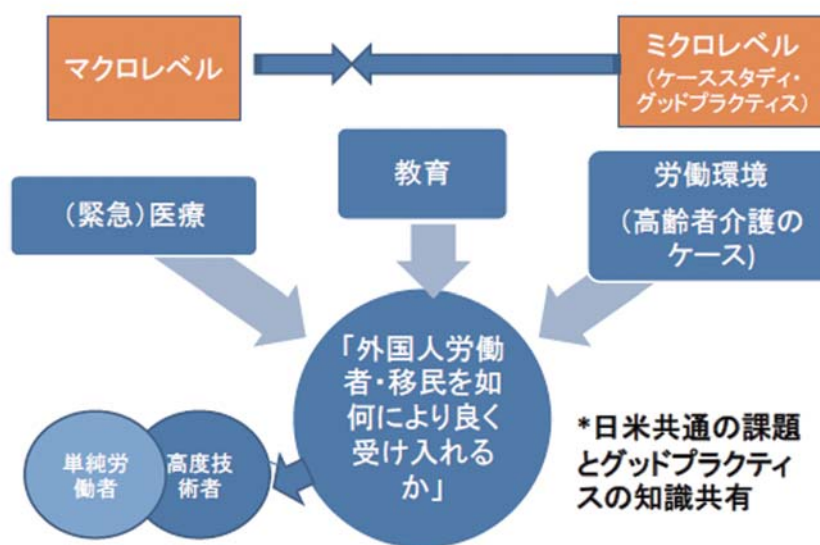 マクロレベル
ミクロレベル
(ケーススタディ・
グッドプラクティス)
(緊急)医療
教育
労働環境
(高齢者介護の
ケース)
「外国人労働
者・移民を如
何により良く
受け入れる
か」
単純労
働者
高度技
術者
*日米共通の課題
とグッドプラクティ
スの知識共有